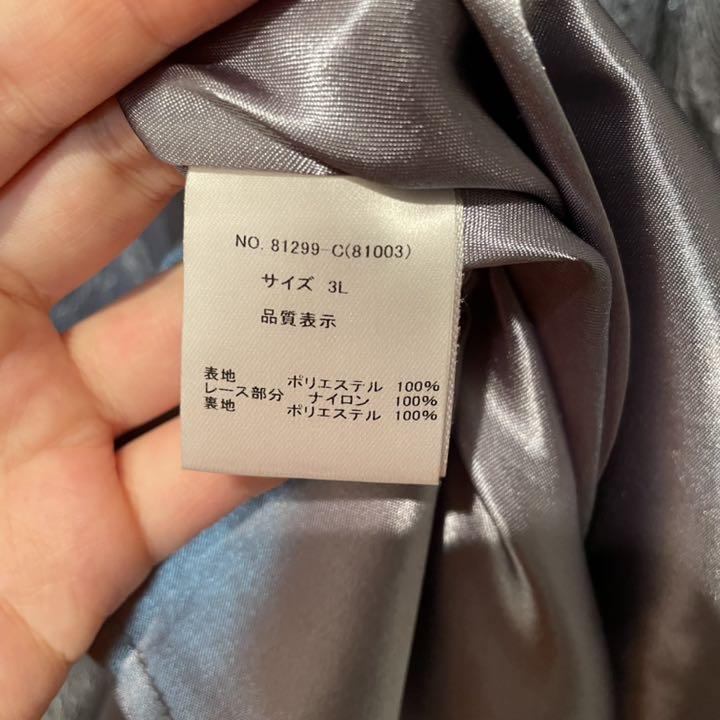 NO. 81299-C(81003)
サイズ 3L
品質表示
表地 ポリエステル 100%
レース部分 ナイロン 100%
裏地 ポリエステル 100%